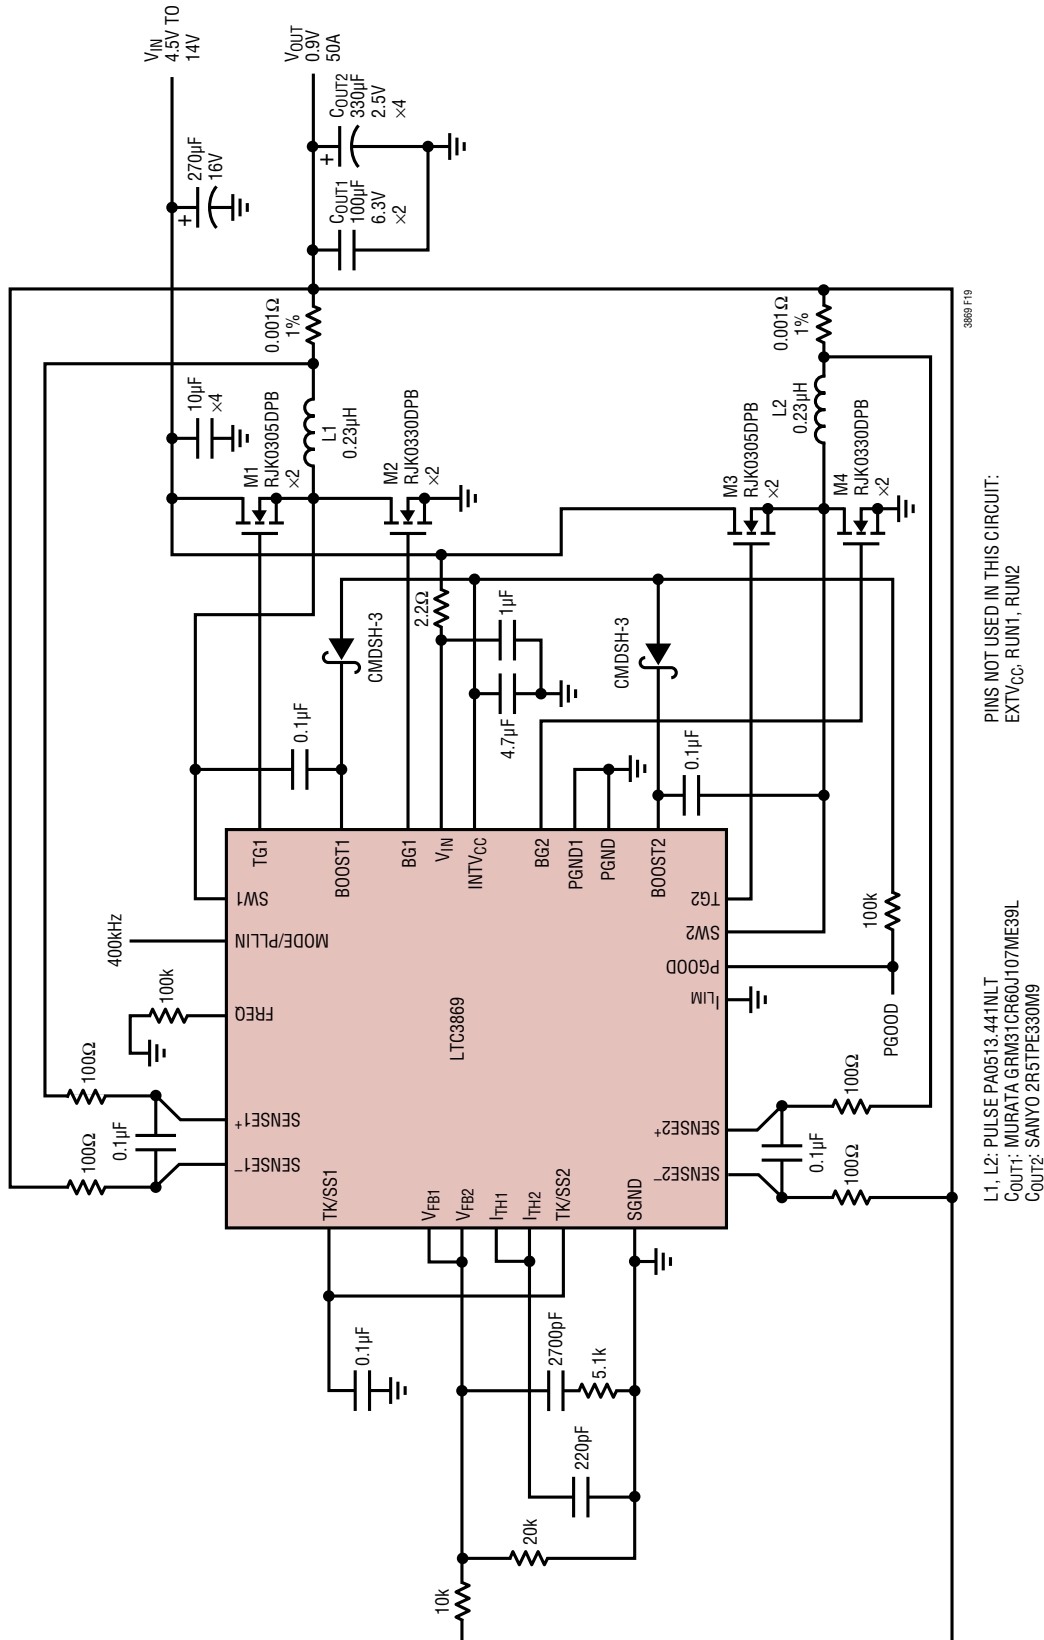 VIN
4.5V TO
14V
VOUT
0.9V
50A
270µF
16V
COUT2
330µF
2.5V
×4
COUT1
100µF
6.3V
×2
0.001Ω
1%
0.001Ω
1%
10µF
×4
L1
0.23µH
L2
0.23µH
M1
RJK0305DPB
×2
M2
RJK0330DPB
×2
M3
RJK0305DPB
×2
M4
RJK0330DPB
×2
2.2Ω
1µF
4.7µF
CMDSH-3
CMDSH-3
0.1µF
0.1µF
TG1
BOOST1
BG1
VIN
INTVCC
BG2
PGND1
PGND
BOOST2
SW1
MODE/PLLIN
FREQ
SENSE1+
SENSE1–
TG2
SW2
PGOOD
ILIM
SENSE2+
SENSE2–
LTC3869
TK/SS1
VFB1
VFB2
ITH1
ITH2
TK/SS2
SGND
400kHz
100k
100Ω
100Ω
0.1µF
100k
PGOOD
100Ω
100Ω
0.1µF
0.1µF
2700pF
5.1k
220pF
20k
10k
3869 F19
PINS NOT USED IN THIS CIRCUIT:
EXTVCC, RUN1, RUN2
L1, L2: PULSE PA0513.441NLT
COUT1: MURATA GRM31CR60J107ME39L
COUT2: SANYO 2R5TPE330M9